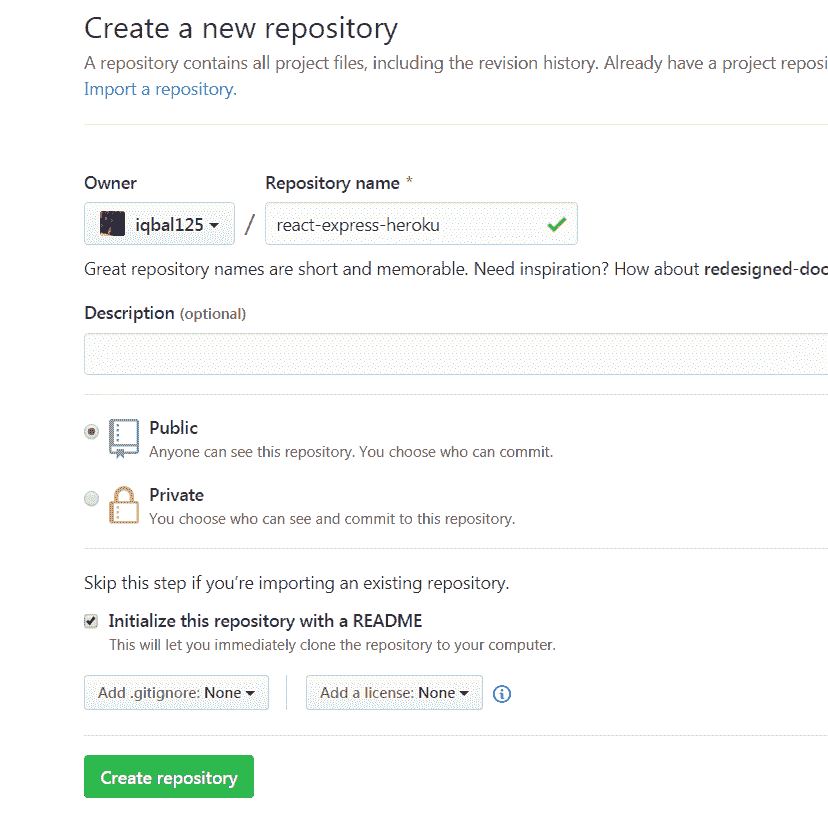 Create a new repository
A repository contains all project files, including the revision history. Already have a project reposi
Import a repository.
Owner Repository name *
iqbal125 / react-express-heroku
Great repository names are short and memorable. Need inspiration? How about redesigned-doc
Description (optional)
Public
Anyone can see this repository. You choose who can commit.
Private
You choose who can see and commit to this repository.
Skip this step if you’re importing an existing repository.
Initialize this repository with a README
This will let you immediately clone the repository to your computer.
Add .gitignore: None Add a license: None
Create repository